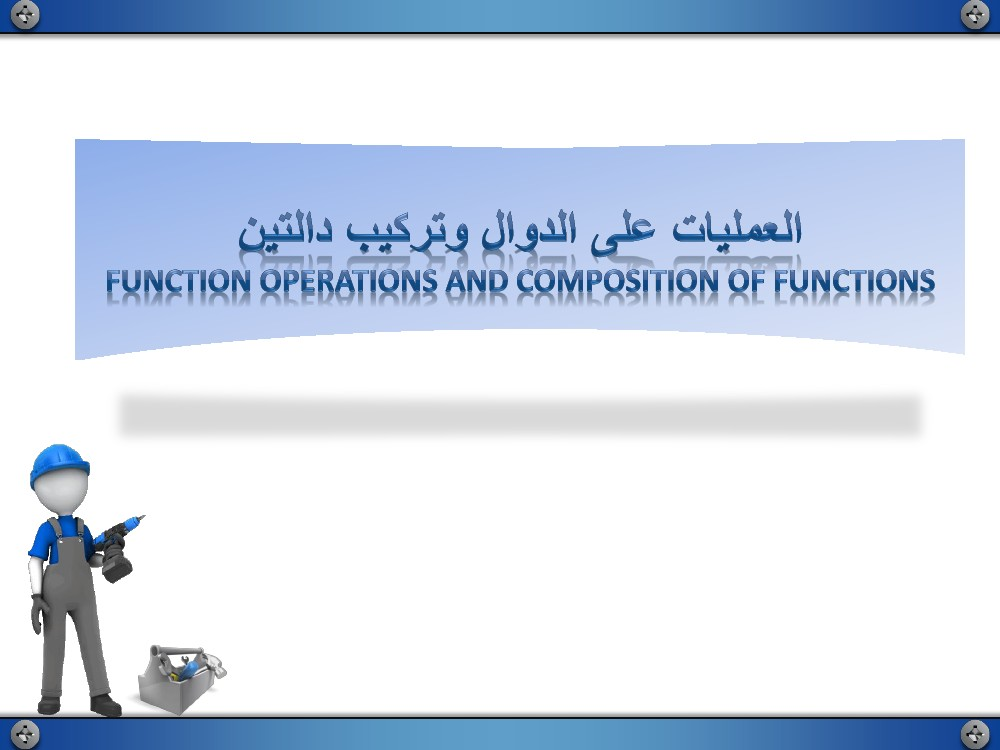 العمليات على الدوال وتركيب دالتين
FUNCTION OPERATIONS AND COMPOSITION OF FUNCTIONS